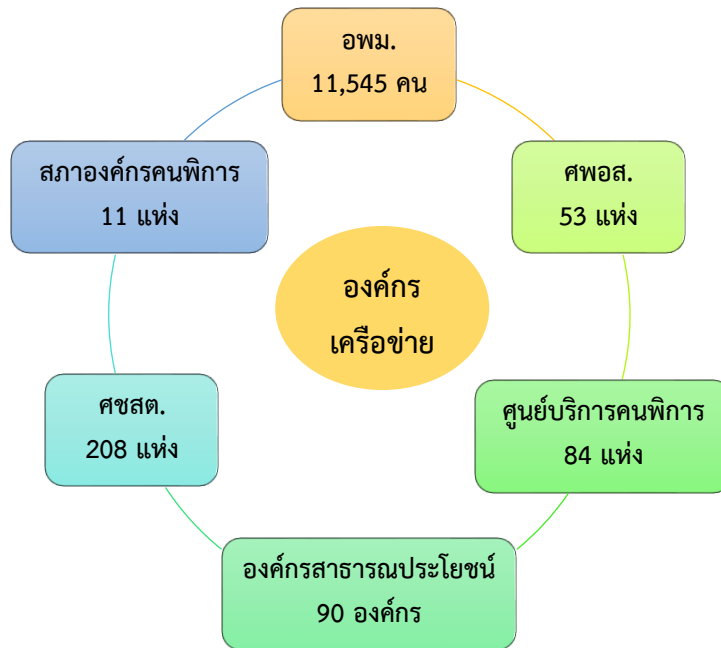 อพม.
11,545 คน
ศพอส.
53 แห่ง
ศูนย์บริการคนพิการ
84 แห่ง
องค์กรสาธารณประโยชน์
90 องค์กร
ศชสต.
208 แห่ง
สภาองค์กรคนพิการ
11 แห่ง
องค์กร
เครือข่าย